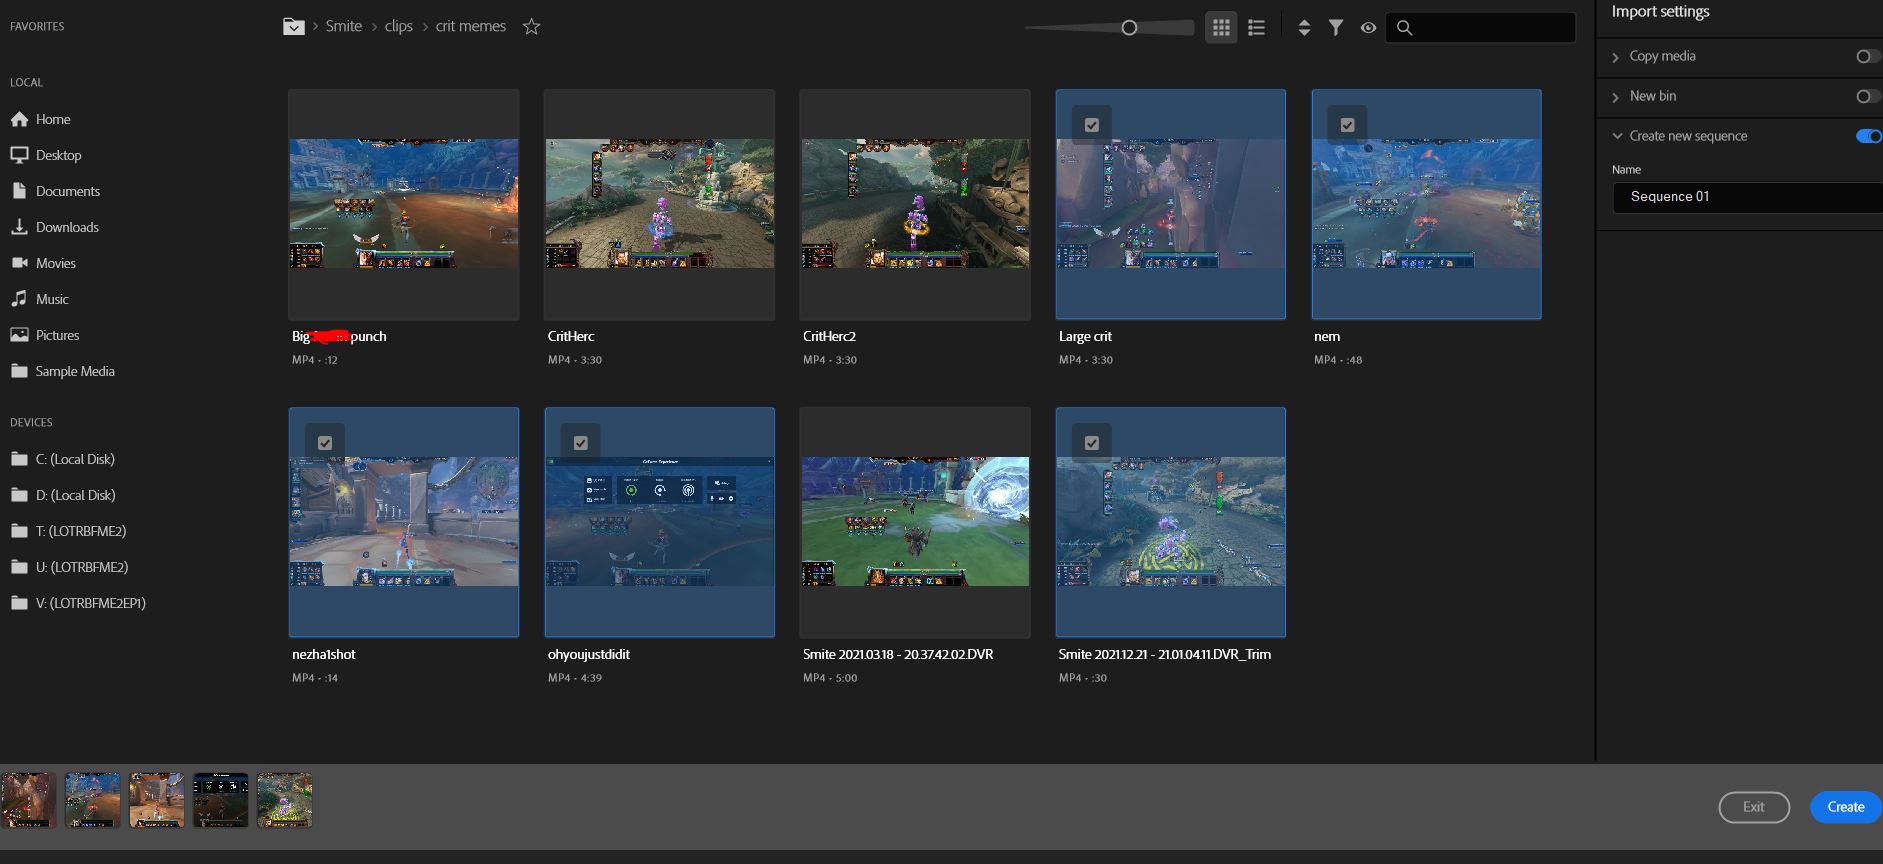 FAVORITES
LOCAL
Home
Desktop
Documents
Downloads
Movies
Music
Pictures
Sample Media
DEVICES
C: (Local Disk)
D: (Local Disk)
T: (LOTRBFME2)
U: (LOTRBFME2)
V: (LOTRBFME2EP1)
Smite > clips > crit memes
Big punch
MP4 • :12
CritHerc
MP4 • 3:30
CritHerc2
MP4 • 3:30
Large crit
MP4 • 3:30
nem
MP4 • :48
nezha1shot
MP4 • :14
ohyoujustdidit
MP4 • 4:39
Smite 2021.03.18 - 20.37.42.02.DVR
MP4 • 5:00
Smite 2021.12.21 - 21.01.04.11.DVR_Trim
MP4 • :30
Import settings
Copy media
New bin
Create new sequence
Name
Sequence 01
Exit
Create